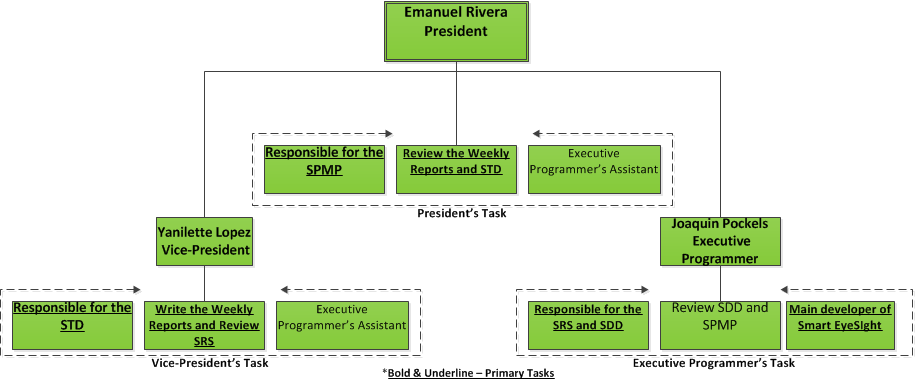 Emanuel Rivera
President
Responsible for the
SPMP
Review the Weekly
Reports and STD
Executive
Programmer's Assistant
President's Task
Yanilette Lopez
Vice-President
Joaquin Pockels
Executive
Programmer
Responsible for the
STD
Write the Weekly
Reports and Review
SRS
Executive
Programmer's Assistant
Vice-President's Task
Responsible for the
SRS and SDD
Review SDD and
SPMP
Main developer of
Smart EyeSIght
Executive Programmer's Task
*Bold & Underline – Primary Tasks